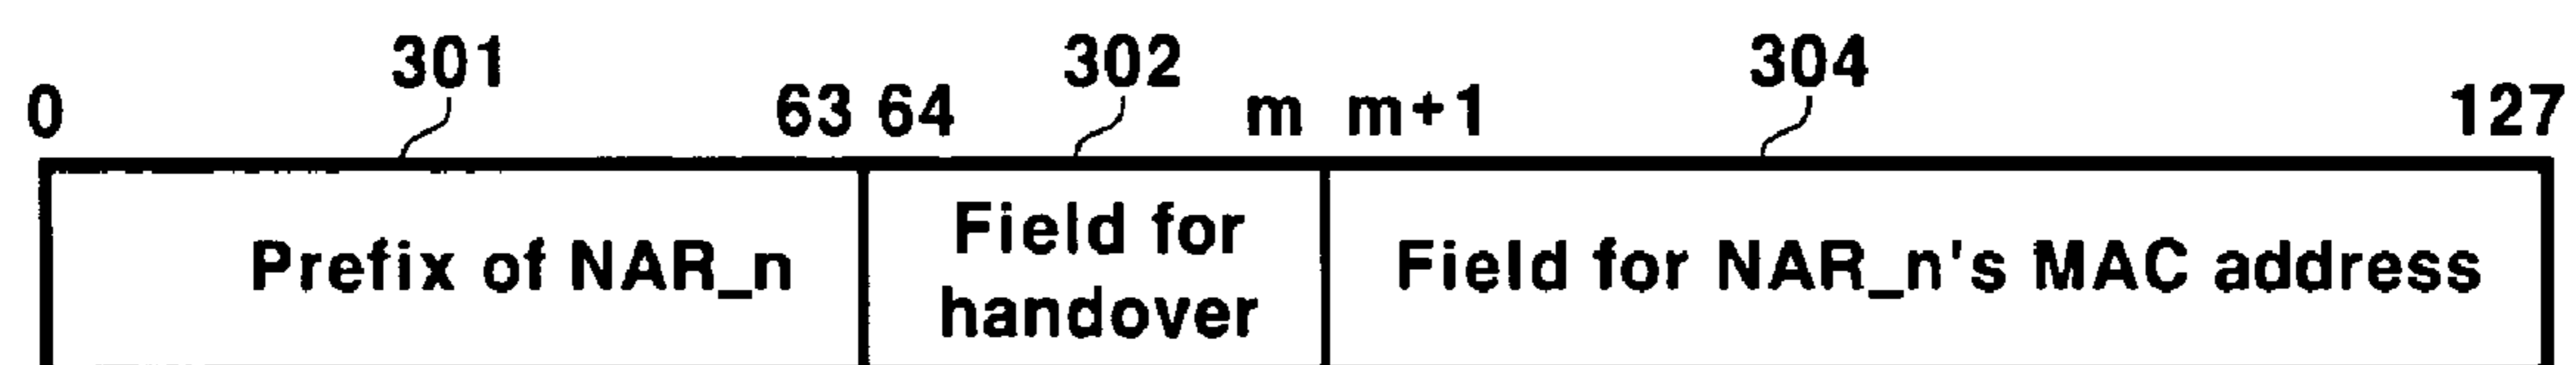 301 302 304
0 63 64 m m+1 127
Prefix of NAR_n
Field for
handover
Field for NAR_n's MAC address